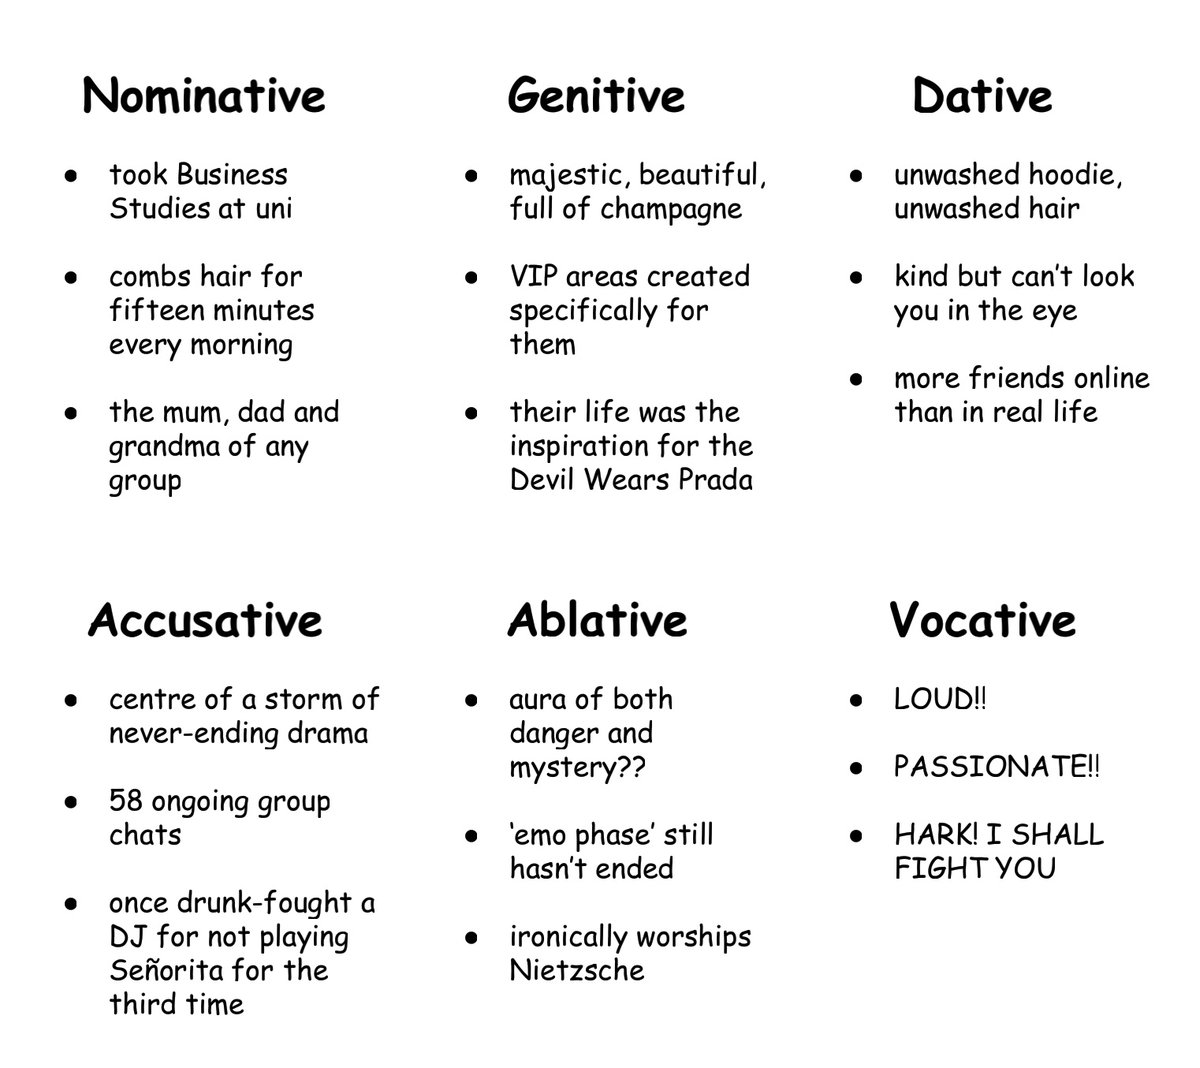 Nominative
● took Business
Studies at uni
● combs hair for
fifteen minutes
every morning
● the mum, dad and
grandma of any
group
Genitive
● majestic, beautiful,
full of champagne
● VIP areas created
specifically for
them
● their life was the
inspiration for the
Devil Wears Prada
Dative
● unwashed hoodie,
unwashed hair
● kind but can’t look
you in the eye
● more friends online
than in real life
Accusative
● centre of a storm of
never-ending drama
● 58 ongoing group
chats
● once drunk-fought a
DJ for not playing
Señorita for the
third time
Ablative
● aura of both
danger and
mystery??
● ‘emo phase’ still
hasn’t ended
● ironically worships
Nietzsche
Vocative
● LOUD!!
● PASSIONATE!!
● HARK! I SHALL
FIGHT YOU